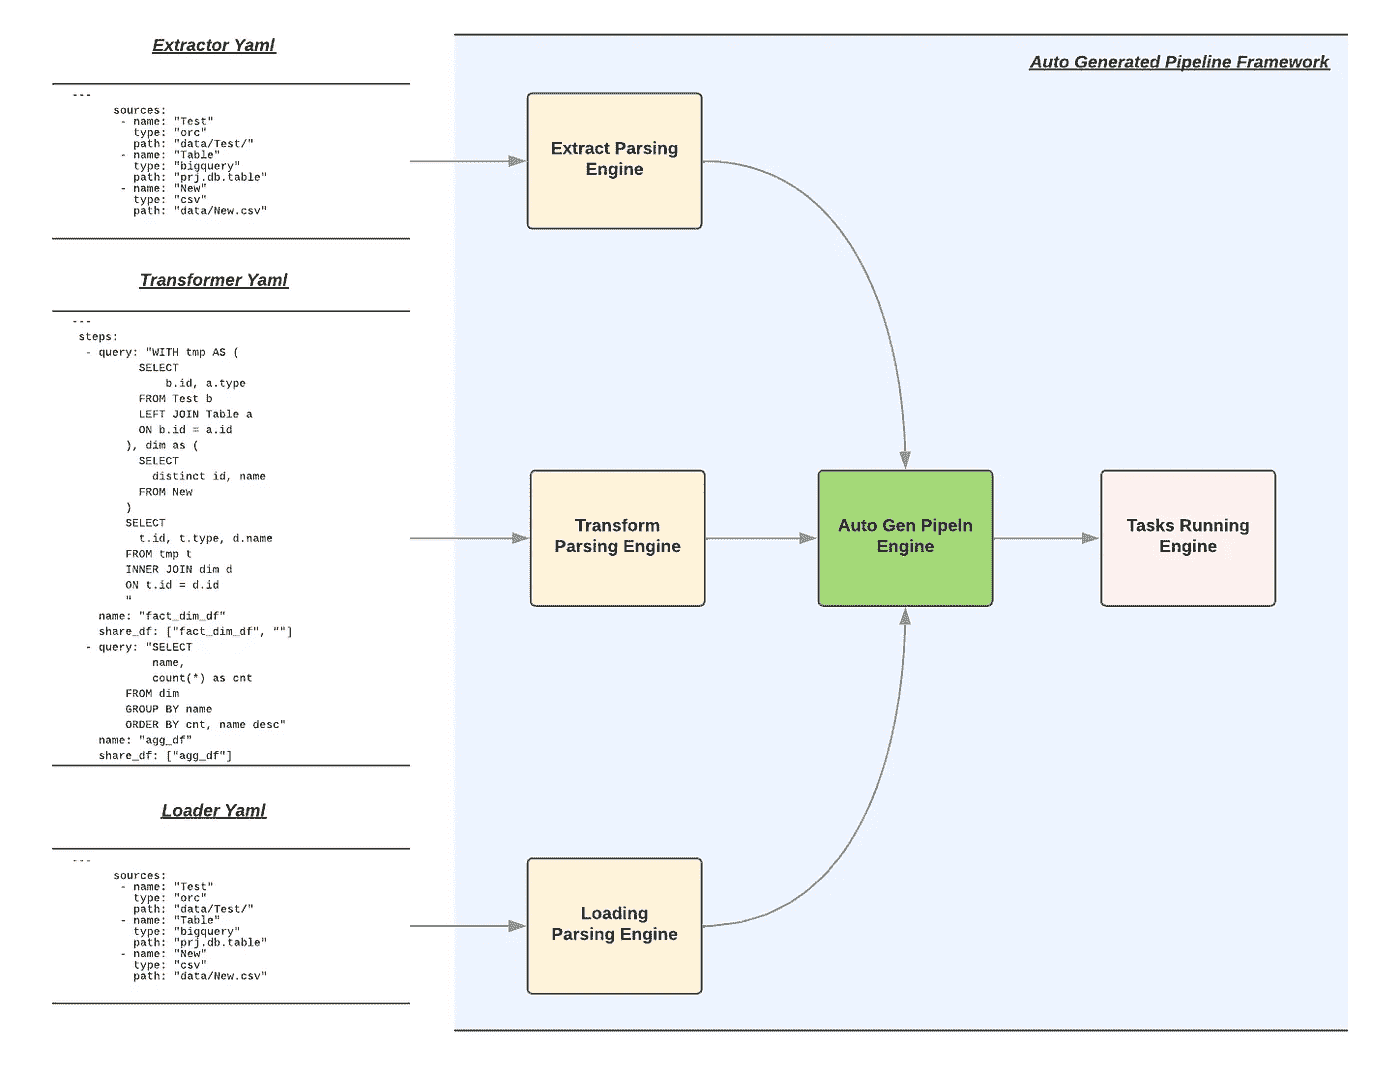 Extractor Yaml
---
sources:
- name: "Test"
type: "orc"
path: "data/Test/"
- name: "Table"
type: "bigquery"
path: "prj.db.table"
- name: "New"
type: "csv"
path: "data/New.csv"
Transformer Yaml
---
steps:
- query: "WITH tmp AS (
SELECT
b.id, a.type
FROM Test b
LEFT JOIN Table a
ON b.id = a.id
), dim as (
SELECT
distinct id, name
FROM New
)
SELECT
t.id, t.type, d.name
FROM tmp t
INNER JOIN dim d
ON t.id = d.id
"
name: "fact_dim_df"
share_df: ["fact_dim_df", ""]
- query: "SELECT
name,
count(*) as cnt
FROM dim
GROUP BY name
ORDER BY cnt, name desc"
name: "agg_df"
share_df: ["agg_df"]
Loader Yaml
---
sources:
- name: "Test"
type: "orc"
path: "data/Test/"
- name: "Table"
type: "bigquery"
path: "prj.db.table"
- name: "New"
type: "csv"
path: "data/New.csv"
Auto Generated Pipeline Framework
Extract Parsing
Engine
Transform
Parsing Engine
Auto Gen Pipeln
Engine
Tasks Running
Engine
Loading
Parsing Engine